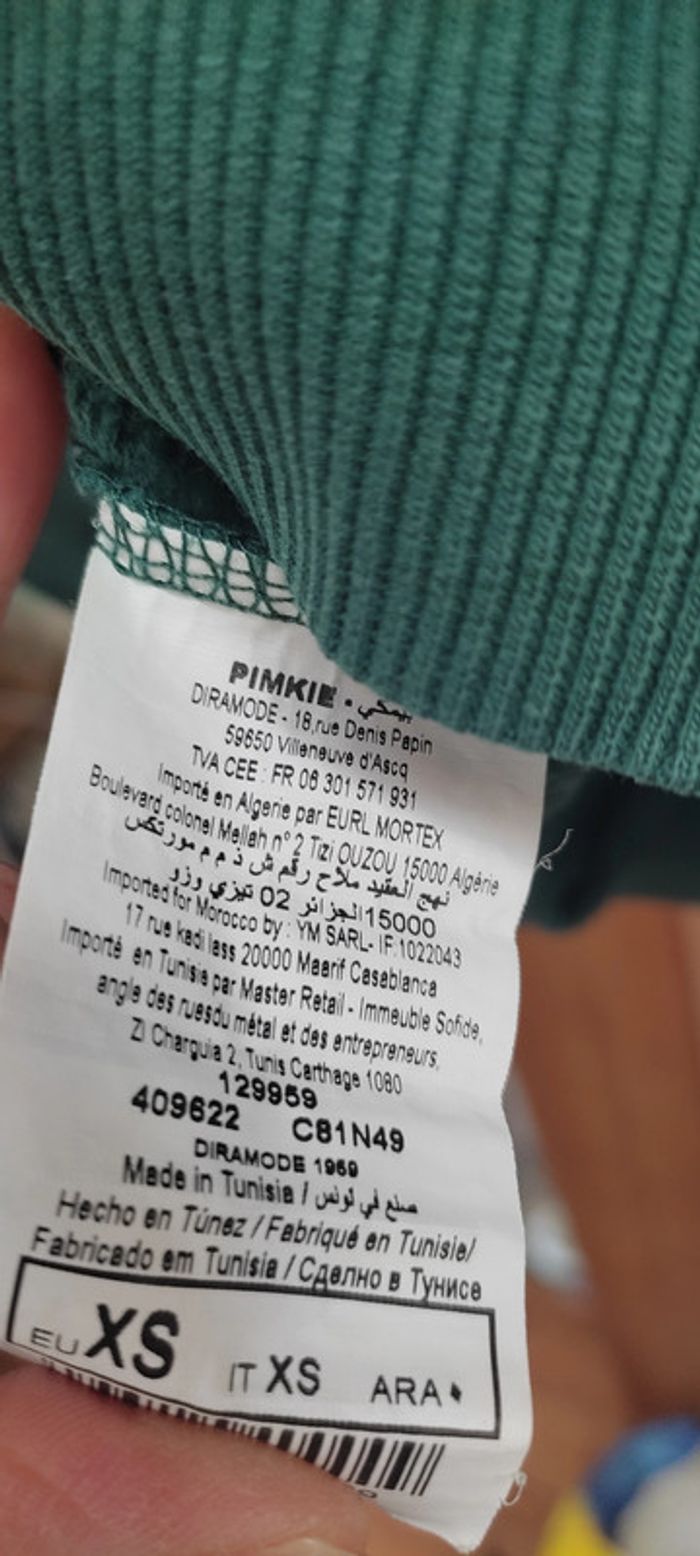 PIMKIE - بيمكي
DIRAMODE - 18,rue Denis Papin
59650 Villeneuve d'Ascq
TVA CEE : FR 06 301 571 931
Importé en Algerie par EURL MORTEX
Boulevard colonel Mellah n° 2 Tizi OUZOU 15000 Algérie
نهج العقيد ملاح رقم ش ذ م م مورتكس
15000الجزائر 02 تيزي وزو
Imported for Morocco by : YM SARL- IF:1022043
17 rue kadi lass 20000 Maarif Casablanca
Importé en Tunisie par Master Retail - Immeuble Sofide,
angle des ruesdu métal et des entrepreneurs,
ZI Charguia 2, Tunis Carthage 1080
129959
409622 C81N49
DIRAMODE 1969
Made in Tunisia / صنع في تونس
Hecho en Túnez / Fabriqué en Tunisie/
Fabricado em Tunisia / Сделно в Тунисе
EU XS IT XS ARA